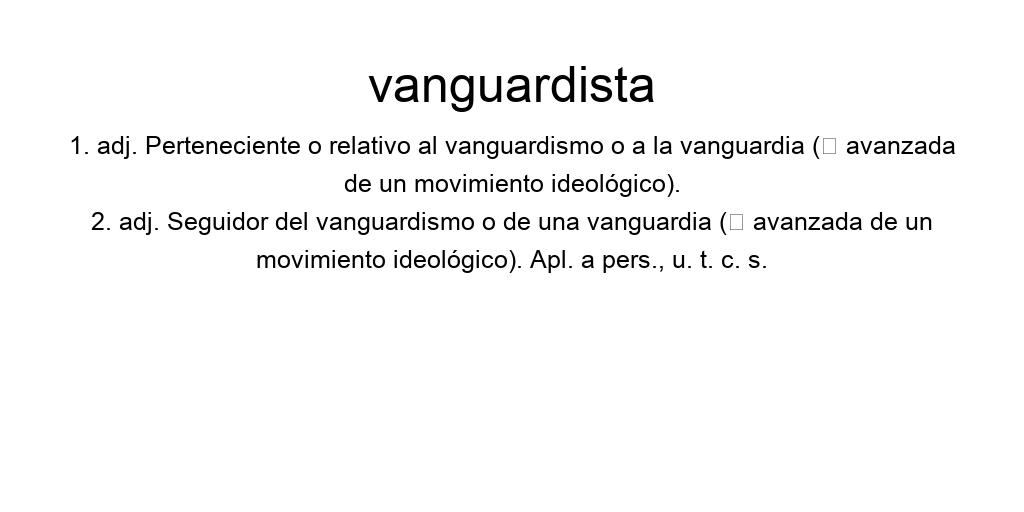 vanguardista
1. adj. Perteneciente o relativo al vanguardismo o a la vanguardia (□ avanzada
de un movimiento ideológico).
2. adj. Seguidor del vanguardismo o de una vanguardia (□ avanzada de un
movimiento ideológico). Apl. a pers., u. t. c. s.